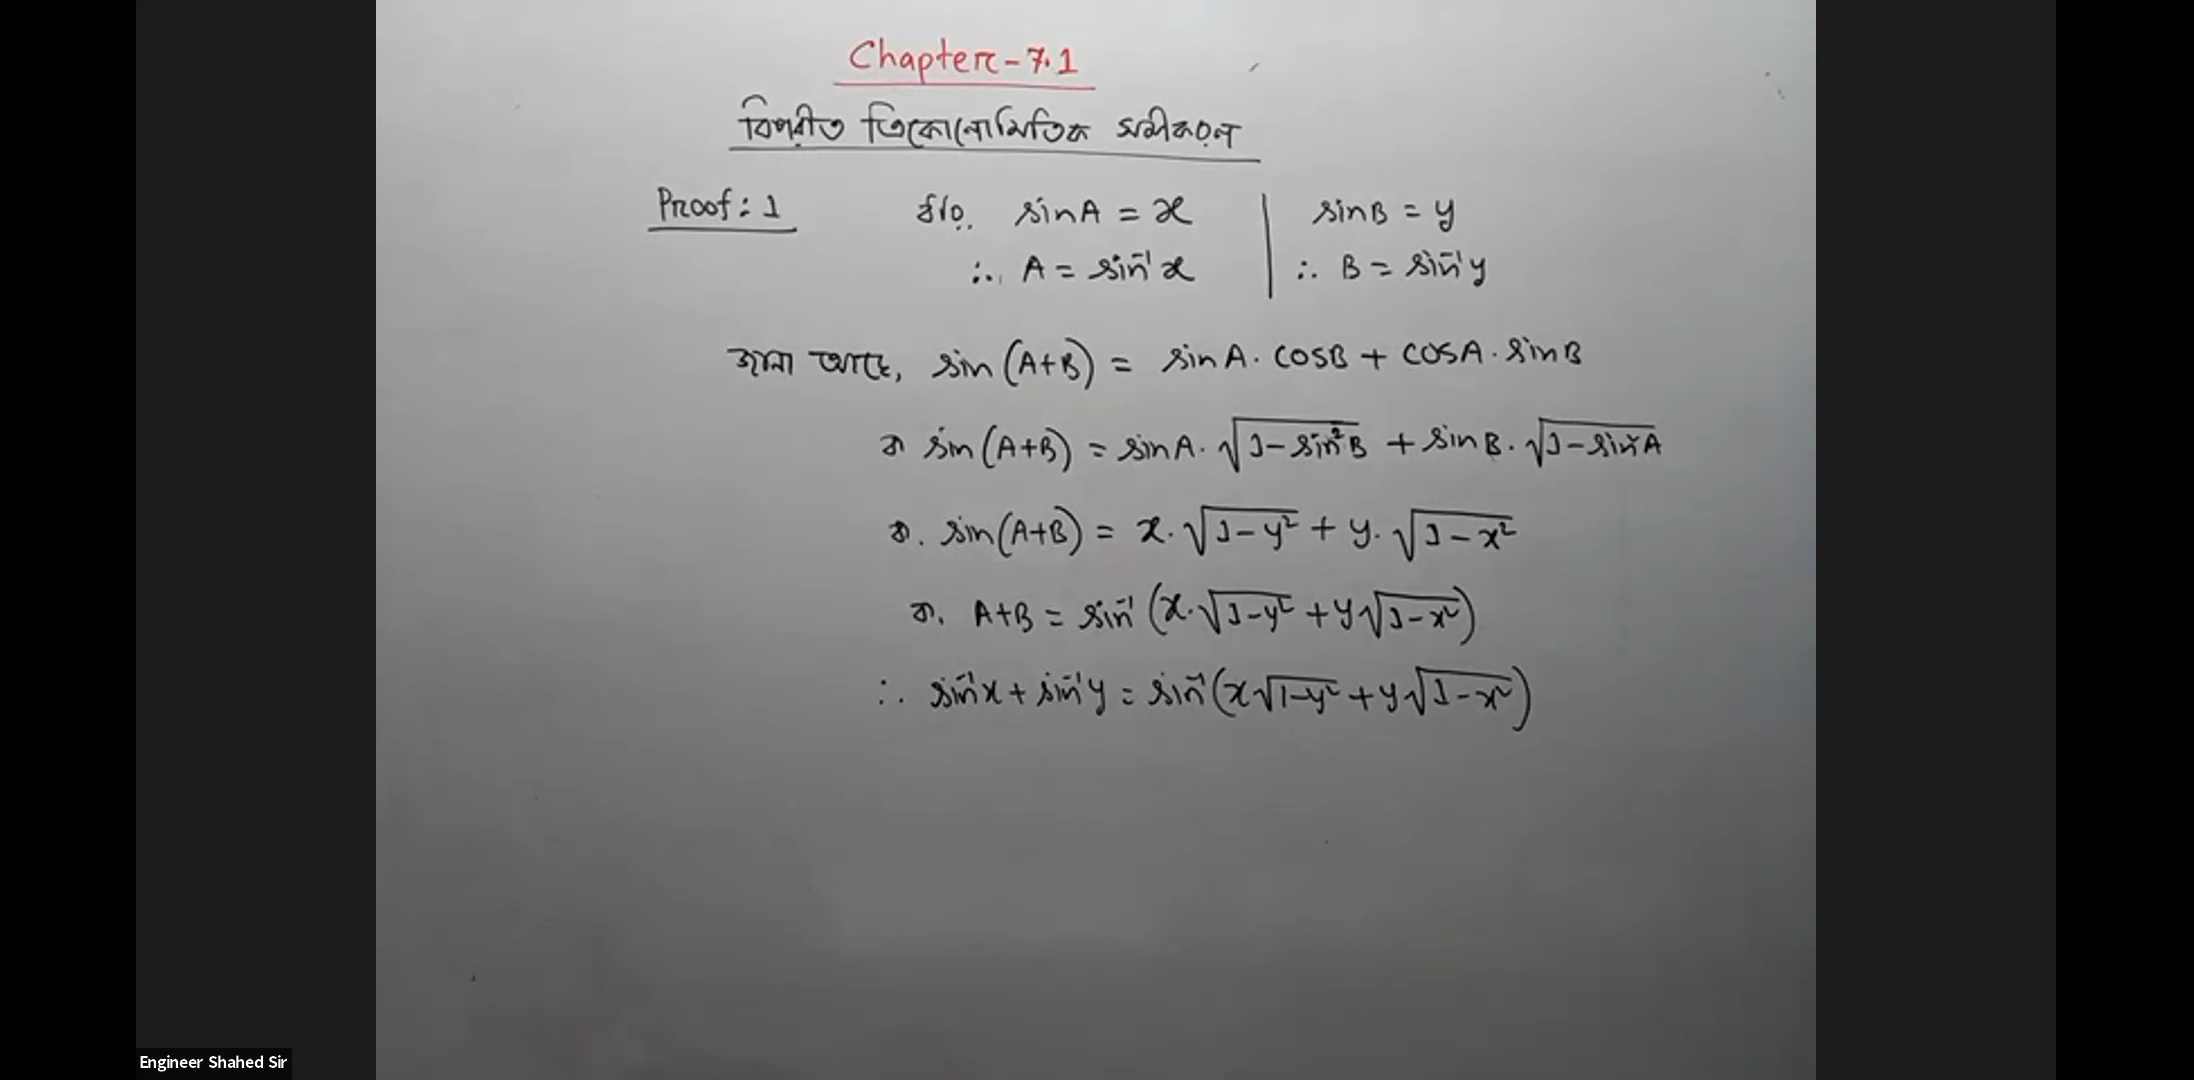 Chapter-7.1
বিপরীত ত্রিকোনোমিতিক সমীকরন
Proof: 1
ধরি, sinA = x | sinB = y
∴ A = sin⁻¹x | ∴ B = sin⁻¹y
জানা আছে, sin(A+B) = sinA. cosB + cosA. sinB
বা sin(A+B) = sinA. √(1-sin²B) + sinB. √(1-sin²A)
বা. sin(A+B) = x. √(1-y²) + y. √(1-x²)
বা. A+B = sin⁻¹(x.√(1-y²) + y√(1-x²))
∴ sin⁻¹x + sin⁻¹y = sin⁻¹(x√(1-y²) + y√(1-x²))
Engineer Shahed Sir